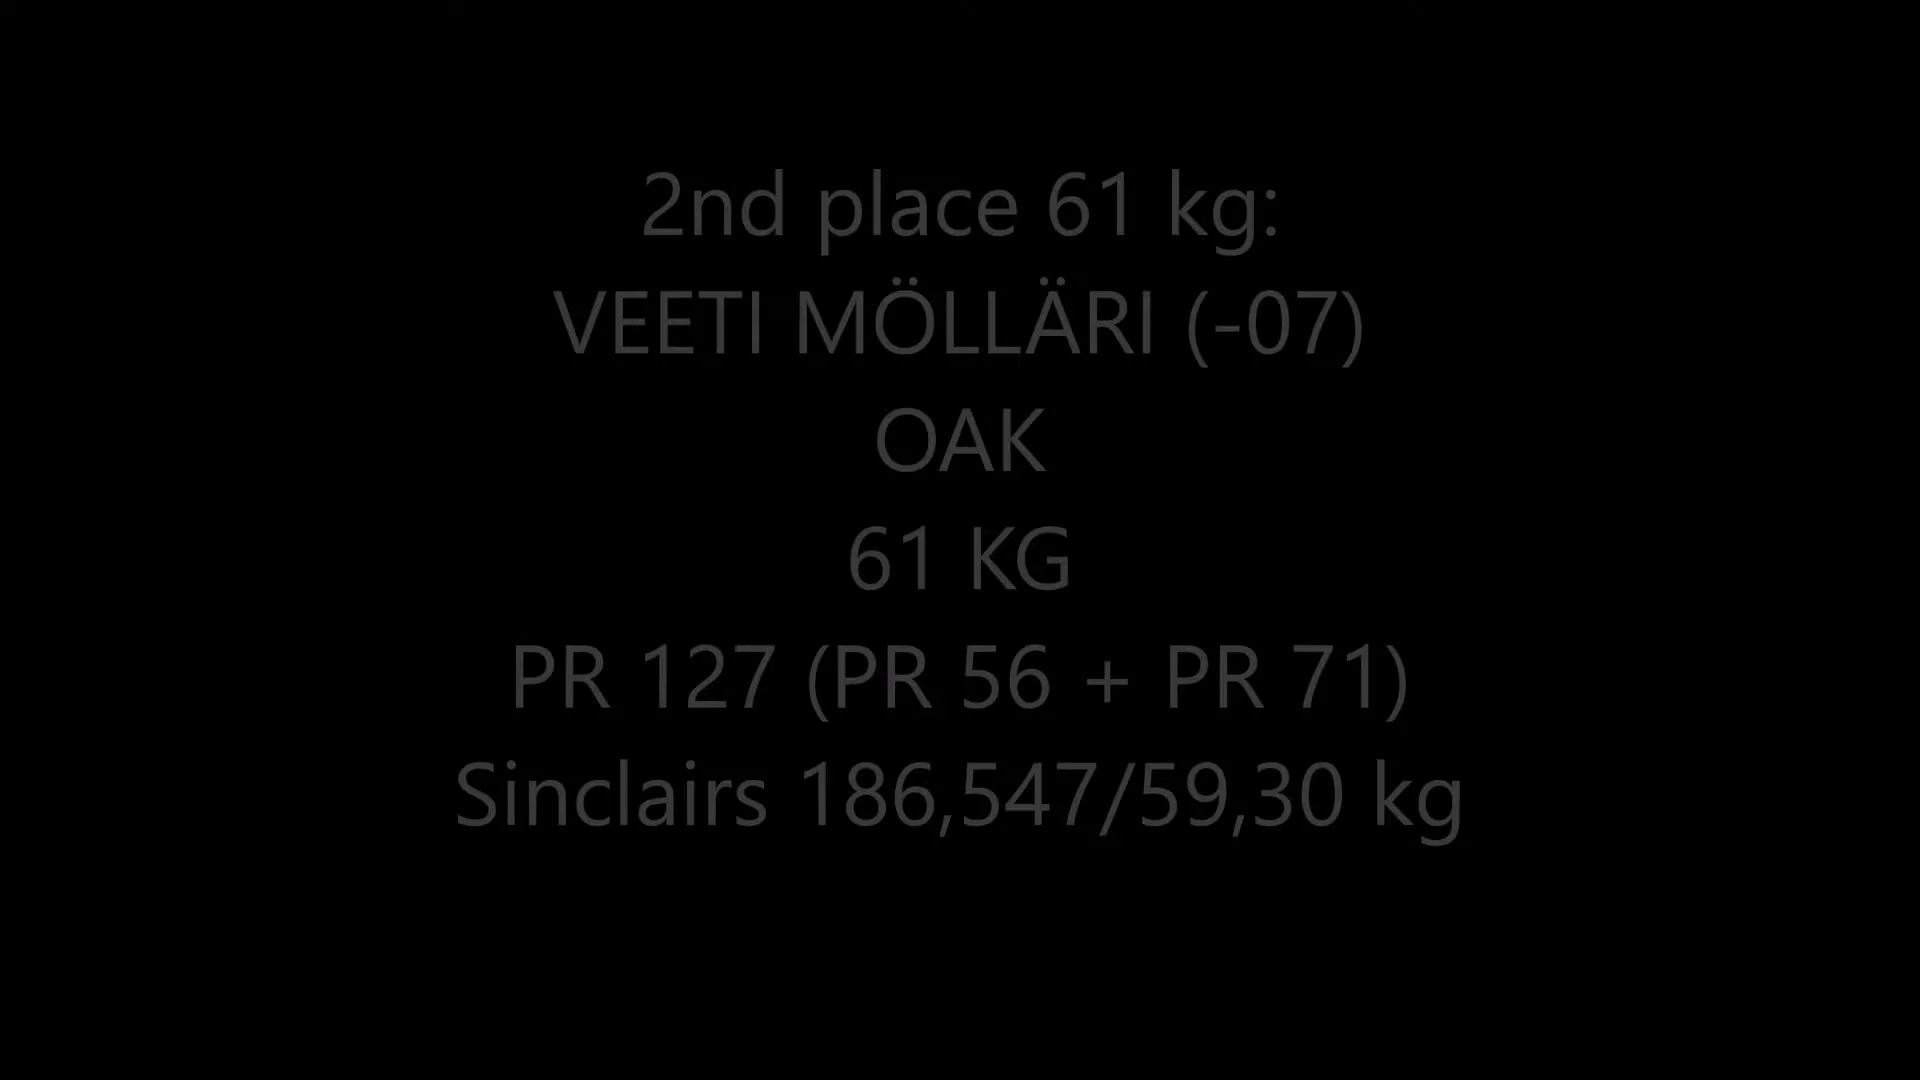 2nd place 61 kg:
VEETI MÖLLÄRI (-07)
OAK
61 KG
PR 127 (PR 56 + PR 71)
Sinclairs 186,547/59,30 kg